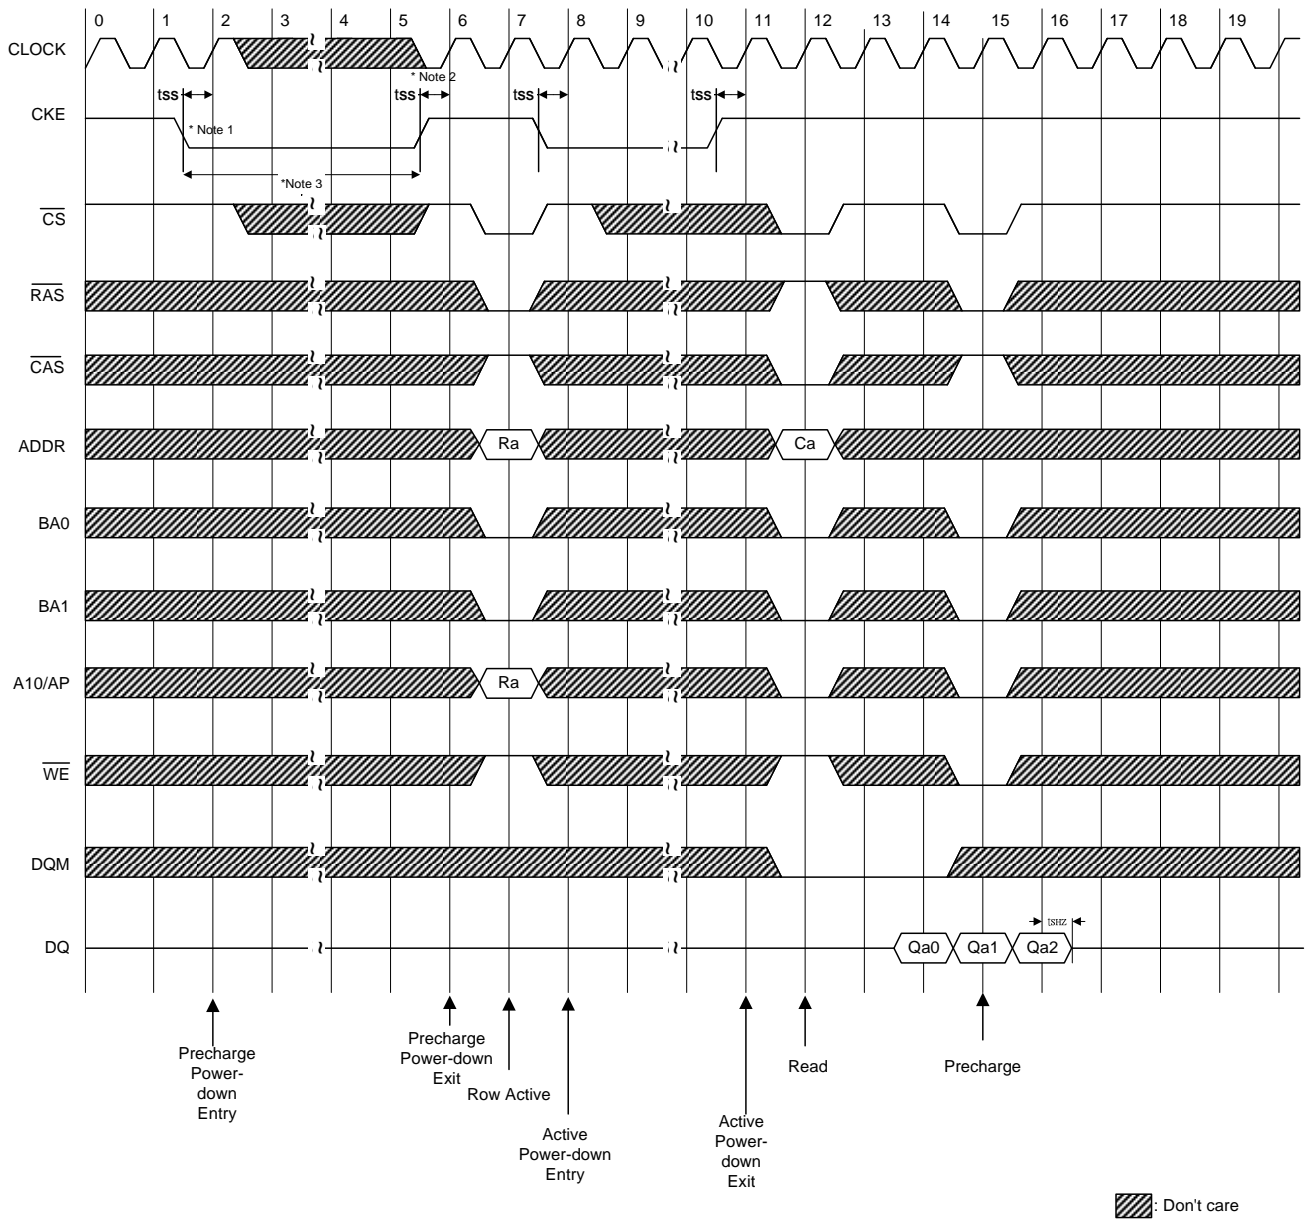 0 1 2 3 4 5 6 7 8 9 10 11 12 13 14 15 16 17 18 19
CLOCK
* Note 2
tss tss tss tss
CKE
* Note 1
*Note 3
CS
RAS
CAS
ADDR Ra Ca
BA0
BA1
A10/AP Ra
WE
DQM
tSHZ
DQ Qa0 Qa1 Qa2
Precharge
Power-
down
Entry
Precharge
Power-down
Exit
Row Active
Active
Power-down
Entry
Active
Power-
down
Exit
Read
Precharge
: Don't care